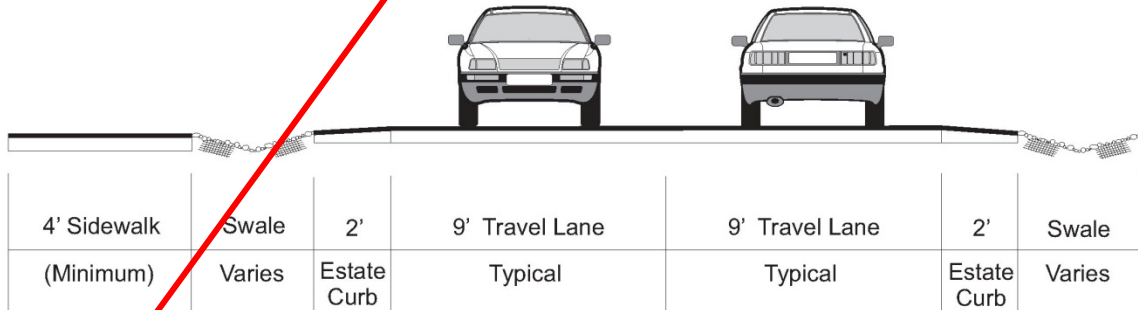 4’ Sidewalk Swale 2’ 9’ Travel Lane 9’ Travel Lane 2’ Swale
(Minimum) Varies Estate Typical Typical Estate Varies
Curb Curb